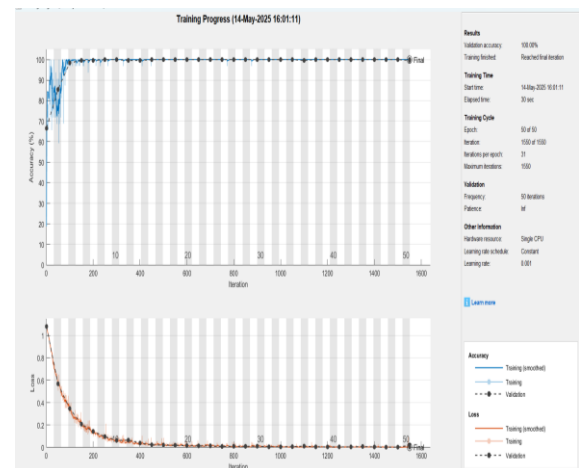 Training Progress (14-May-2025 16:01:11)
100
90
80
70
60
50
40
30
20
10
0
Accuracy (%)
Final
10
20
30
40
50
0
200
400
600
800
1000
1200
1400
1600
Iteration
1
0.8
0.6
0.4
0.2
0
Loss
10
20
30
40
50
Final
0
200
400
600
800
1000
1200
1400
1600
Iteration
Results
Validation accuracy: 100.00%
Training finished: Reached final iteration
Training Time
Start time: 14-May-2025 16:01:11
Elapsed time: 30 sec
Training Cycle
Epoch: 50 of 50
Iteration: 1550 of 1550
Iterations per epoch: 31
Maximum iterations: 1550
Validation
Frequency: 50 iterations
Patience: Inf
Other Information
Hardware resource: Single CPU
Learning rate schedule: Constant
Learning rate: 0.001
i Learn more
Accuracy
Training (smoothed)
Training
Validation
Loss
Training (smoothed)
Training
Validation